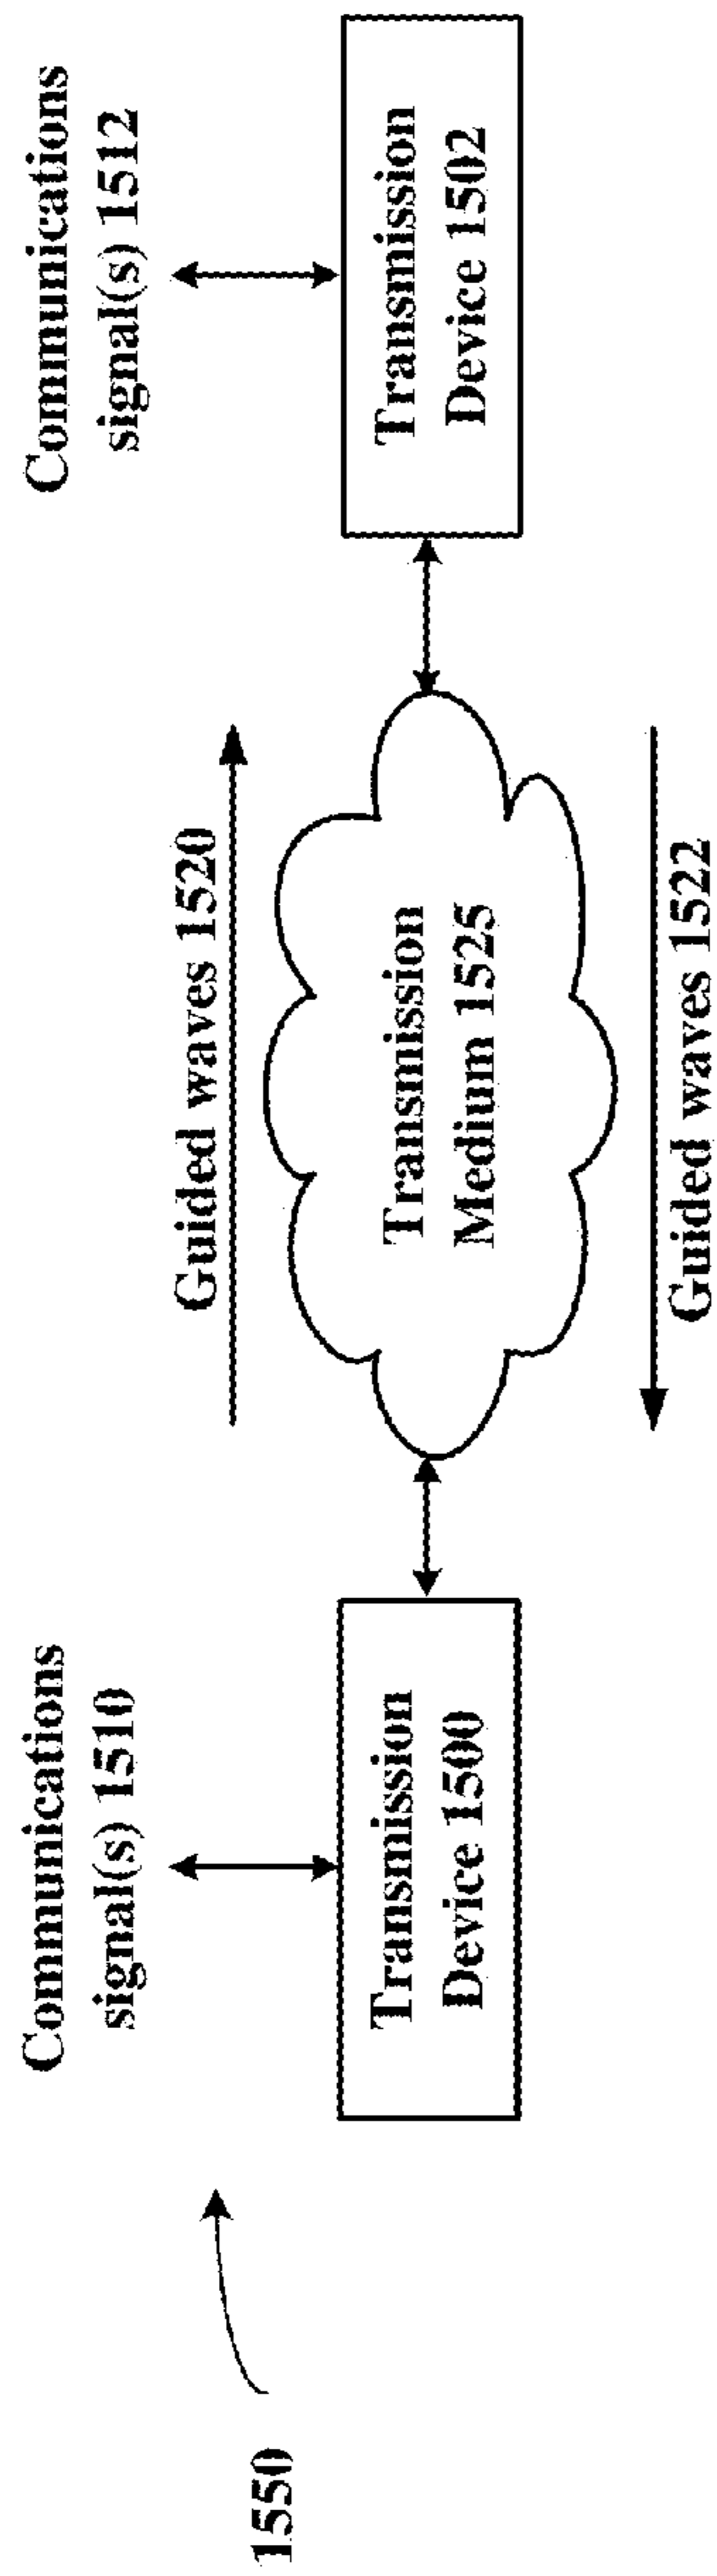 1550
Communications
signal(s) 1510
Transmission
Device 1500
Guided waves 1520
Transmission
Medium 1525
Guided waves 1522
Communications
signal(s) 1512
Transmission
Device 1502